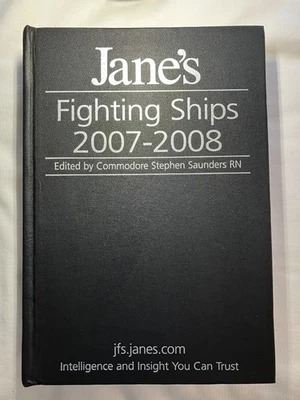 Jane's
Fighting Ships
2007-2008
Edited by Commodore Stephen Saunders RN
jfs.janes.com
Intelligence and Insight You Can Trust